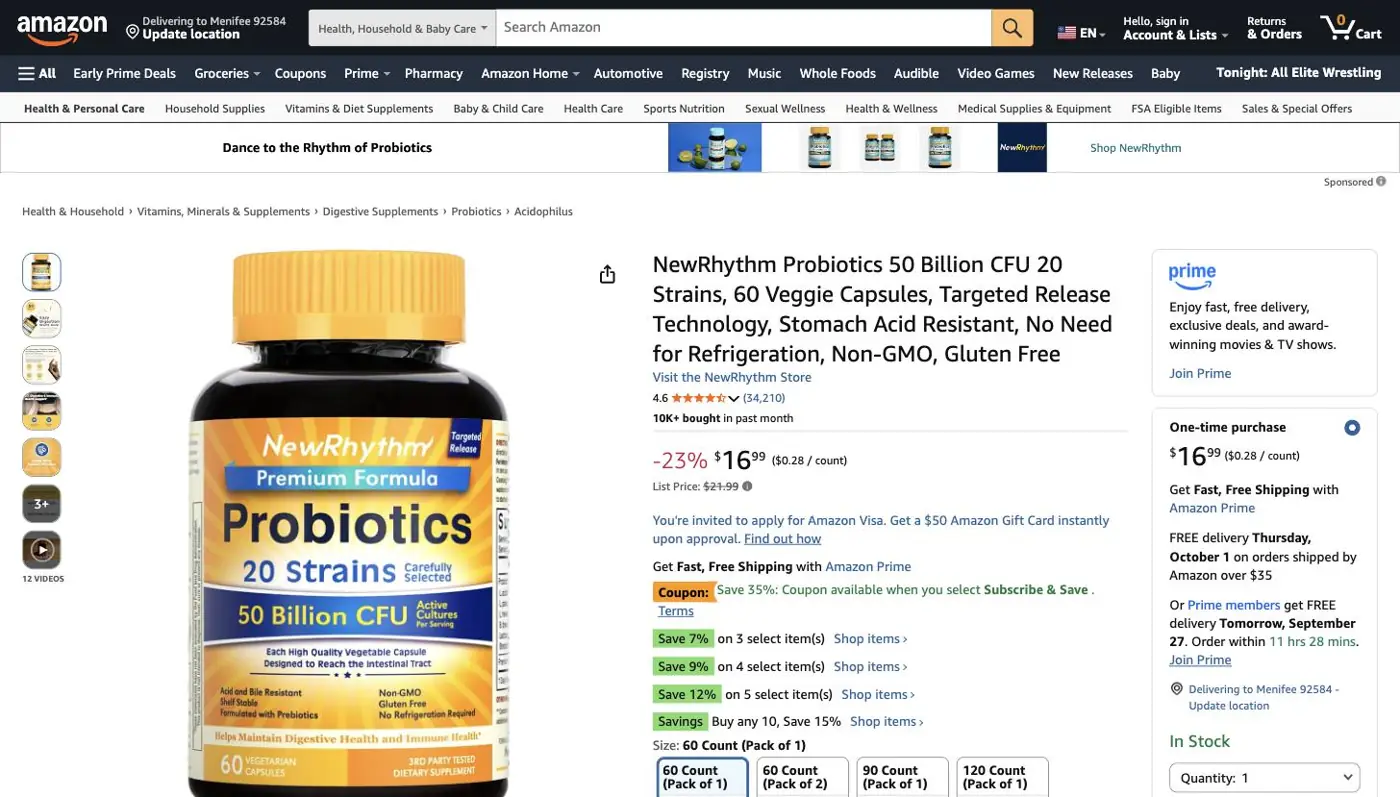 amazon
Delivering to Menifee 92584
Update location
Health, Household & Baby Care
Search Amazon
EN
Hello, sign in
Account & Lists
Returns
& Orders
0
Cart
All
Early Prime Deals
Groceries
Coupons
Prime
Pharmacy
Amazon Home
Automotive
Registry
Music
Whole Foods
Audible
Video Games
New Releases
Baby
Tonight: All Elite Wrestling
Health & Personal Care
Household Supplies
Vitamins & Diet Supplements
Baby & Child Care
Health Care
Sports Nutrition
Sexual Wellness
Health & Wellness
Medical Supplies & Equipment
FSA Eligible Items
Sales & Special Offers
Dance to the Rhythm of Probiotics
NewRhythm
Shop NewRhythm
Sponsored
Health & Household › Vitamins, Minerals & Supplements › Digestive Supplements › Probiotics › Acidophilus
3+
12 VIDEOS
NewRhythm
Targeted
Release
Premium Formula
Probiotics
20 Strains
Carefully
Selected
50 Billion CFU
Active
Cultures
Per Serving
Each High Quality Vegetable Capsule
Designed to Reach the Intestinal Tract
Acid and Bile Resistant
Shelf Stable
Formulated with Prebiotics
Non-GMO
Gluten Free
No Refrigeration Required
Helps Maintain Digestive Health and Immune Health*
60 VEGETARIAN
CAPSULES
3RD PARTY TESTED
DIETARY SUPPLEMENT
NewRhythm Probiotics 50 Billion CFU 20
Strains, 60 Veggie Capsules, Targeted Release
Technology, Stomach Acid Resistant, No Need
for Refrigeration, Non-GMO, Gluten Free
Visit the NewRhythm Store
4.6 (34,210)
10K+ bought in past month
-23% $16.99 ($0.28 / count)
List Price: $21.99
You're invited to apply for Amazon Visa. Get a $50 Amazon Gift Card instantly
upon approval. Find out how
Get Fast, Free Shipping with Amazon Prime
Coupon: Save 35%: Coupon available when you select Subscribe & Save .
Terms
Save 7% on 3 select item(s) Shop items ›
Save 9% on 4 select item(s) Shop items ›
Save 12% on 5 select item(s) Shop items ›
Savings Buy any 10, Save 15% Shop items ›
Size: 60 Count (Pack of 1)
60 Count
(Pack of 1)
60 Count
(Pack of 2)
90 Count
(Pack of 1)
120 Count
(Pack of 1)
prime
Enjoy fast, free delivery,
exclusive deals, and award-
winning movies & TV shows.
Join Prime
One-time purchase
$16.99 ($0.28 / count)
Get Fast, Free Shipping with
Amazon Prime
FREE delivery Thursday,
October 1 on orders shipped by
Amazon over $35
Or Prime members get FREE
delivery Tomorrow, September
27. Order within 11 hrs 28 mins.
Join Prime
Delivering to Menifee 92584 -
Update location
In Stock
Quantity: 1